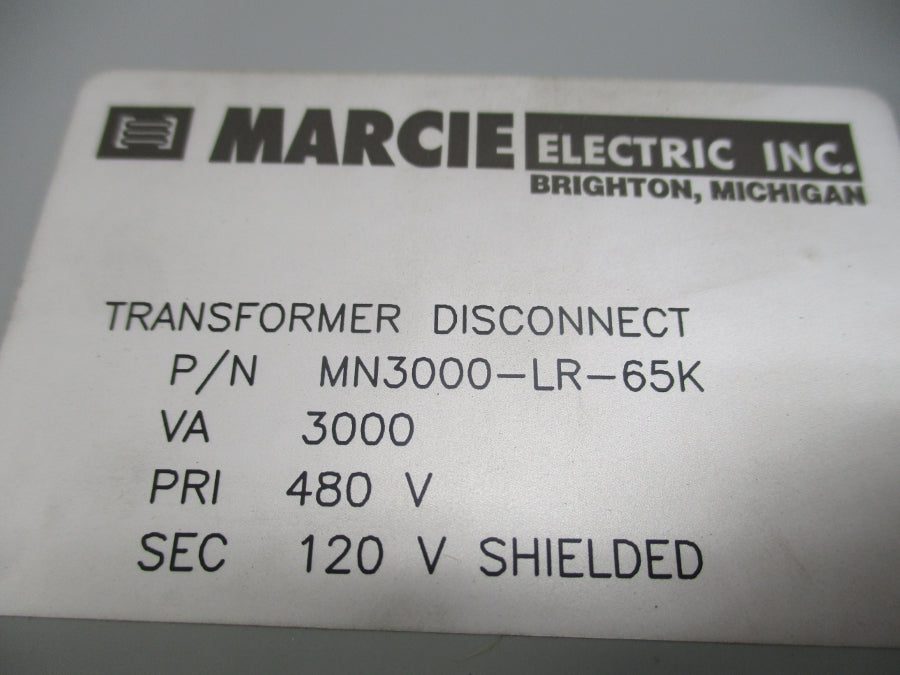 MARCIE ELECTRIC INC.
BRIGHTON, MICHIGAN
TRANSFORMER DISCONNECT
P/N MN3000-LR-65K
VA 3000
PRI 480 V
SEC 120 V SHIELDED